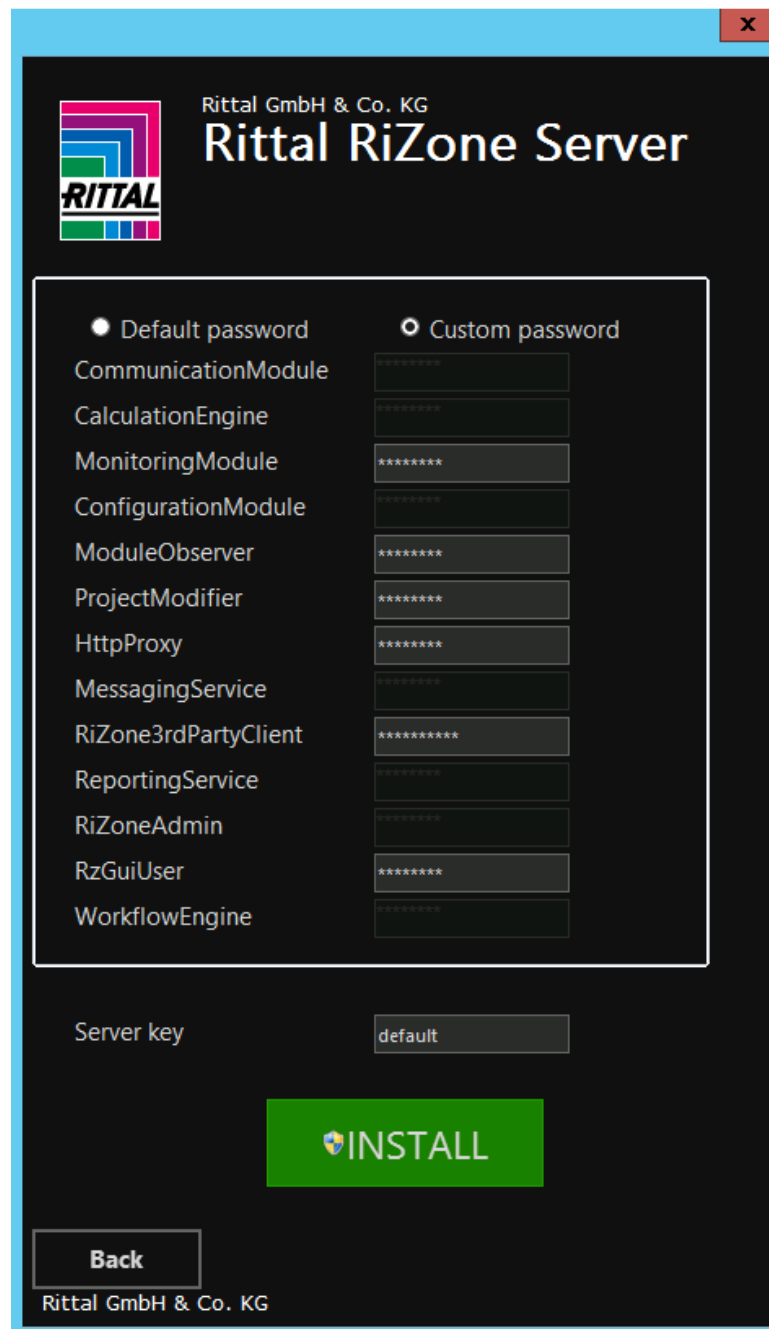 x
Rittal GmbH & Co. KG
Rittal RiZone Server
RITTAL
Default password Custom password
CommunicationModule ********
CalculationEngine ********
MonitoringModule ********
ConfigurationModule ********
ModuleObserver ********
ProjectModifier ********
HttpProxy ********
MessagingService ********
RiZone3rdPartyClient **********
ReportingService ********
RiZoneAdmin ********
RzGuiUser ********
WorkflowEngine ********
Server key default
INSTALL
Back
Rittal GmbH & Co. KG